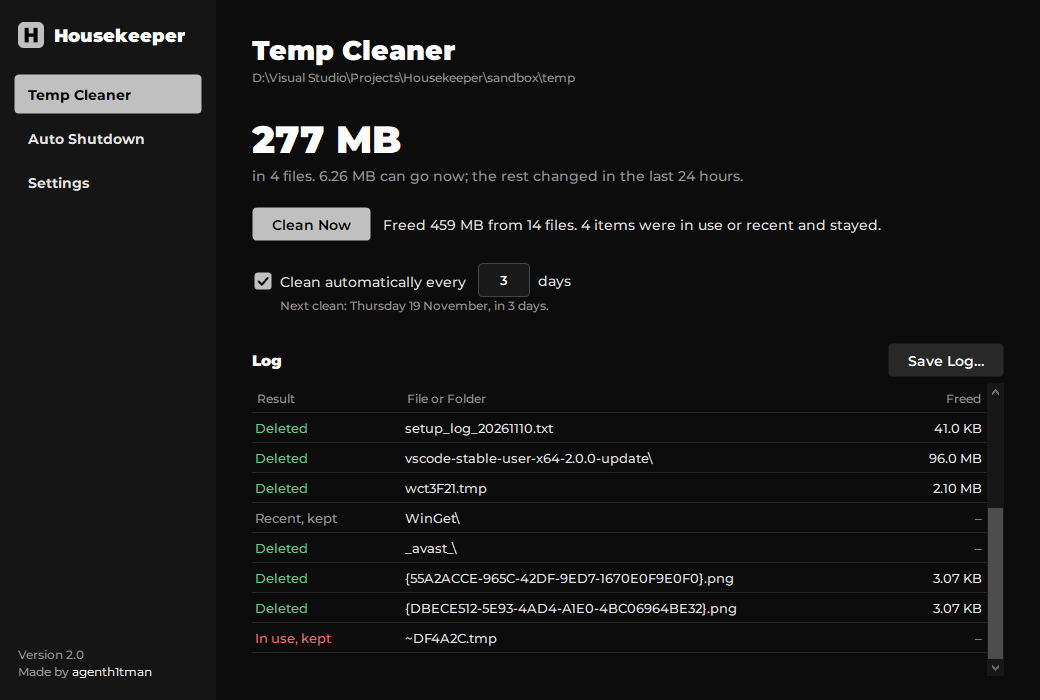 H Housekeeper
Temp Cleaner
Auto Shutdown
Settings
Version 2.0
Made by agenth1tman
Temp Cleaner
D:\Visual Studio\Projects\Housekeeper\sandbox\temp
277 MB
in 4 files. 6.26 MB can go now; the rest changed in the last 24 hours.
Clean Now Freed 459 MB from 14 files. 4 items were in use or recent and stayed.
Clean automatically every 3 days
Next clean: Thursday 19 November, in 3 days.
Log Save Log...
Result File or Folder Freed
Deleted setup_log_20261110.txt 41.0 KB
Deleted vscode-stable-user-x64-2.0.0-update\ 96.0 MB
Deleted wct3F21.tmp 2.10 MB
Recent, kept WinGet\ –
Deleted _avast_\ –
Deleted {55A2ACCE-965C-42DF-9ED7-1670E0F9E0F0}.png 3.07 KB
Deleted {DBECE512-5E93-4AD4-A1E0-4BC06964BE32}.png 3.07 KB
In use, kept ~DF4A2C.tmp –